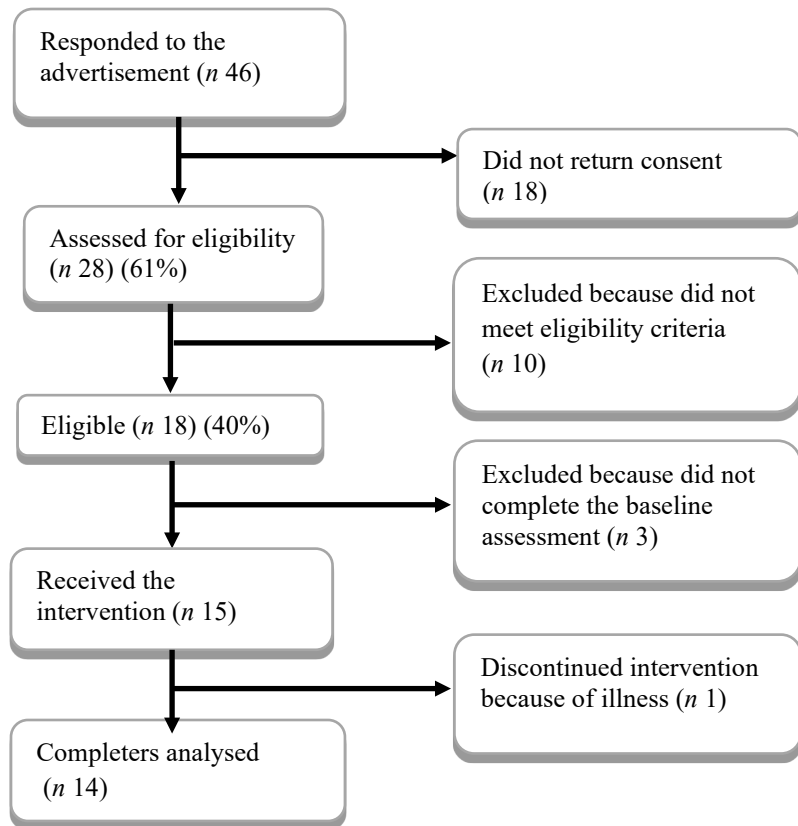 Responded to the
advertisement (n 46)
Did not return consent
(n 18)
Assessed for eligibility
(n 28) (61%)
Excluded because did not
meet eligibility criteria
(n 10)
Eligible (n 18) (40%)
Excluded because did not
complete the baseline
assessment (n 3)
Received the
intervention (n 15)
Discontinued intervention
because of illness (n 1)
Completers analysed
(n 14)